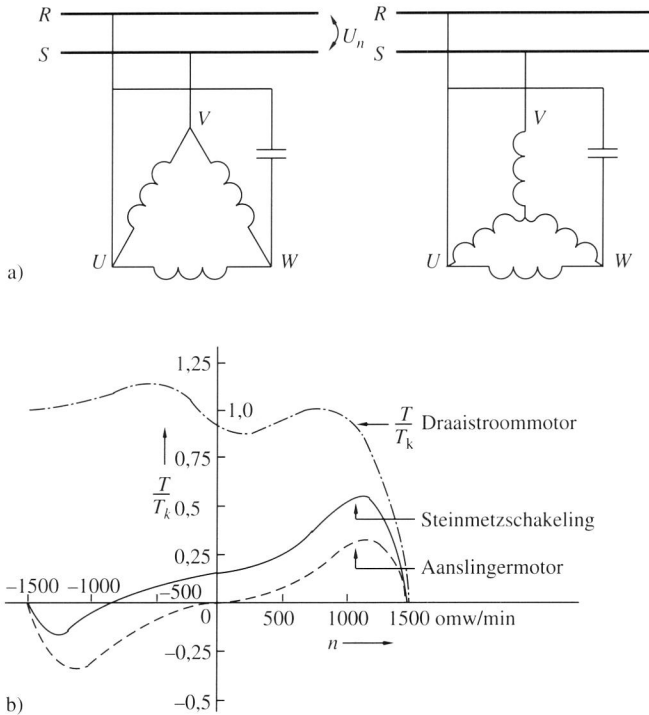 R
S
U_n
R
S
V
U
W
a)
V
U
W
1,25
1,0
0,75
T/T_k
0,5
0,25
T/T_k Draaistroommotor
Steinmetzschakeling
Aanslingermotor
−1500 −1000 −500
0
500 1000 1500 omw/min
n
−0,25
−0,5
b)